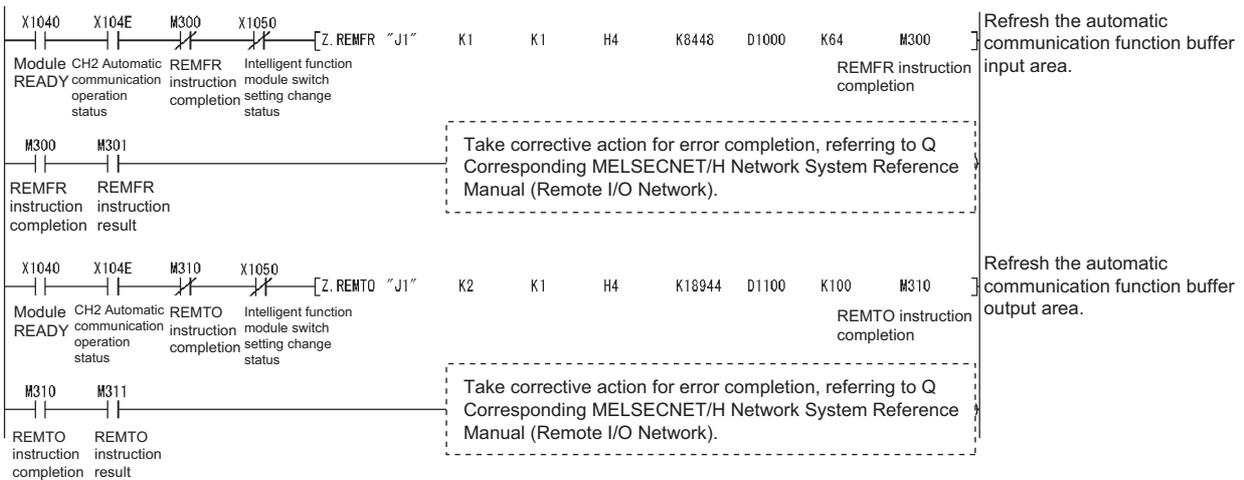 X1040 X104E M300 X1050
Z.REMFR "J1" K1 K1 H4 K8448 D1000 K64 M300
Module READY
CH2 Automatic communication operation status
REMFR instruction completion
Intelligent function module switch setting change status
REMFR instruction completion
Refresh the automatic
communication function buffer
input area.
M300 M301
REMFR instruction completion
REMFR instruction result
Take corrective action for error completion, referring to Q
Corresponding MELSECNET/H Network System Reference
Manual (Remote I/O Network).
X1040 X104E M310 X1050
Z.REMTO "J1" K2 K1 H4 K18944 D1100 K100 M310
Module READY
CH2 Automatic communication operation status
REMTO instruction completion
Intelligent function module switch setting change status
REMTO instruction completion
Refresh the automatic
communication function buffer
output area.
M310 M311
REMTO instruction completion
REMTO instruction result
Take corrective action for error completion, referring to Q
Corresponding MELSECNET/H Network System Reference
Manual (Remote I/O Network).